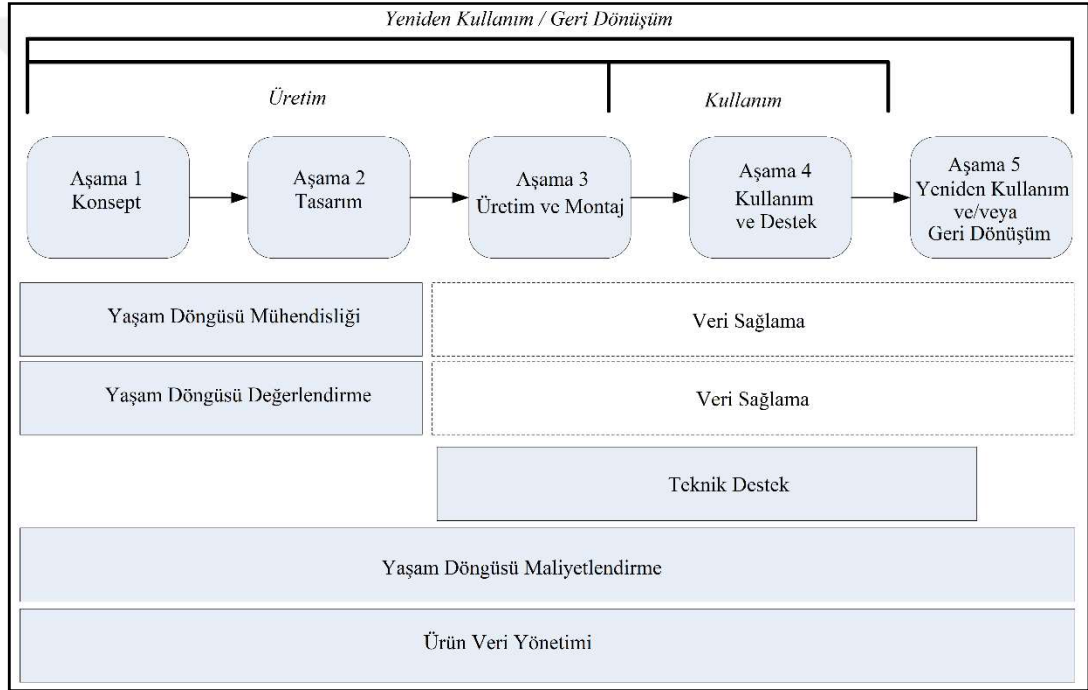 Yeniden Kullanım / Geri Dönüşüm
Üretim
Kullanım
Aşama 1
Konsept
Aşama 2
Tasarım
Aşama 3
Üretim ve Montaj
Aşama 4
Kullanım
ve Destek
Aşama 5
Yeniden Kullanım
ve/veya
Geri Dönüşüm
Yaşam Döngüsü Mühendisliği
Veri Sağlama
Yaşam Döngüsü Değerlendirme
Veri Sağlama
Teknik Destek
Yaşam Döngüsü Maliyetlendirme
Ürün Veri Yönetimi